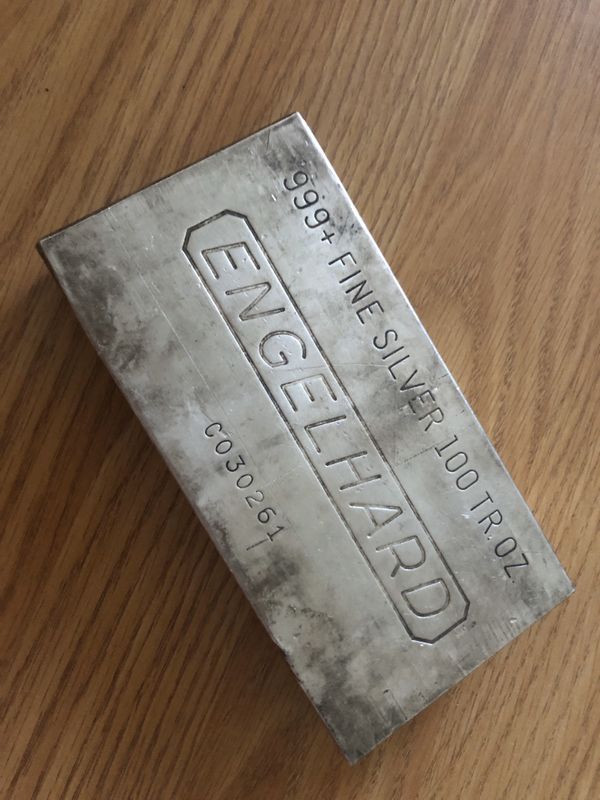 999+ FINE SILVER 100 TR.OZ
ENGELHARD
C030261